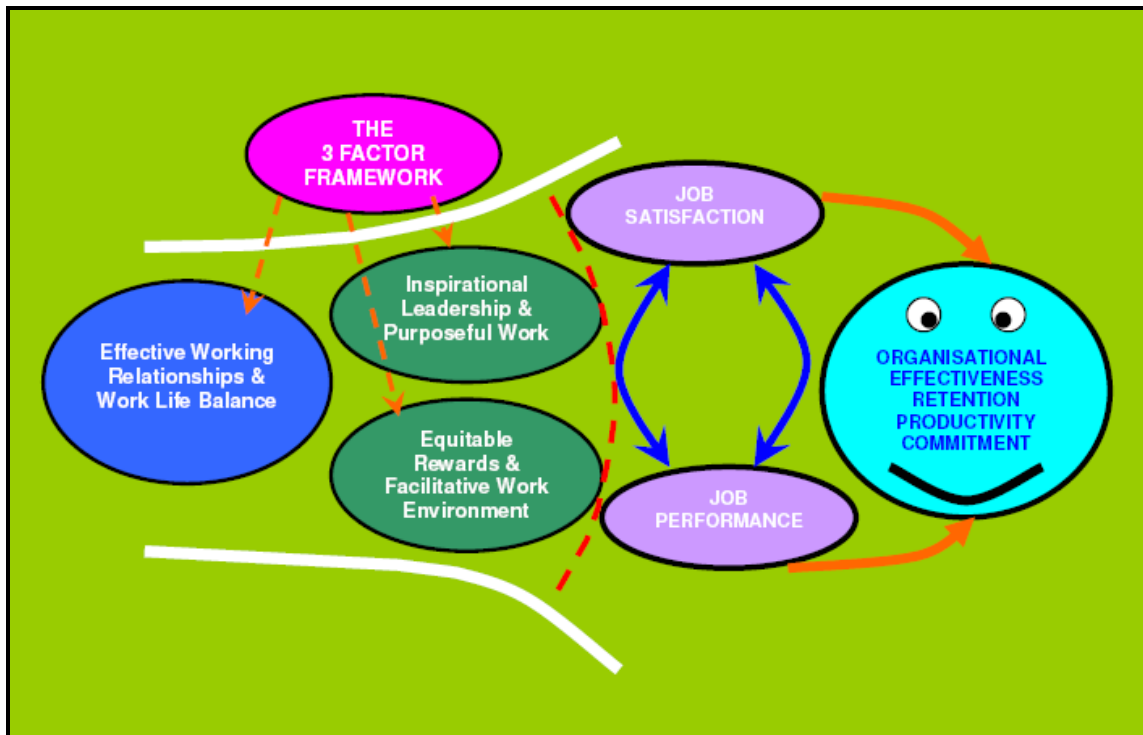 THE
3 FACTOR
FRAMEWORK
Effective Working
Relationships &
Work Life Balance
Inspirational
Leadership &
Purposeful Work
Equitable
Rewards &
Facilitative Work
Environment
JOB
SATISFACTION
JOB
PERFORMANCE
ORGANISATIONAL
EFFECTIVENESS
RETENTION
PRODUCTIVITY
COMMITMENT